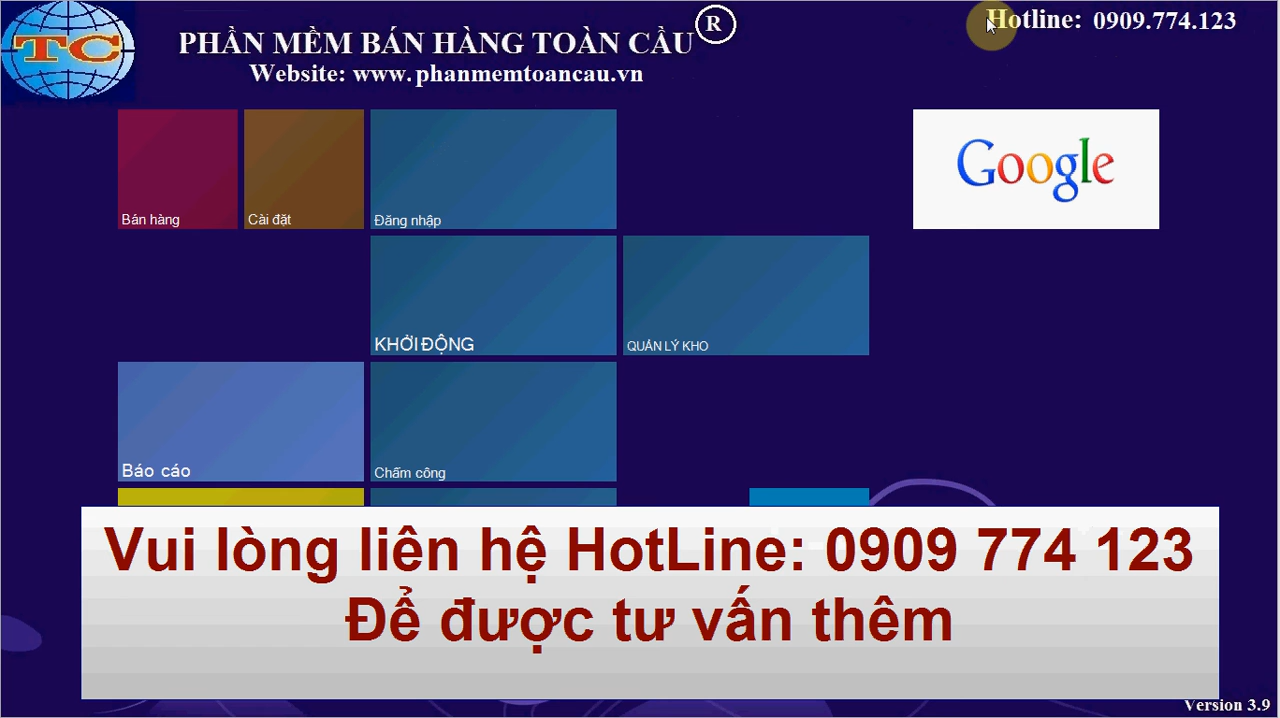 TC
PHẦN MỀM BÁN HÀNG TOÀN CẦU ®
Website: www.phanmemtoancau.vn
Hotline: 0909.774.123
Bán hàng
Cài đặt
Đăng nhập
Google
KHỞI ĐỘNG
QUẢN LÝ KHO
Báo cáo
Chấm công
Vui lòng liên hệ HotLine: 0909 774 123
Để được tư vấn thêm
Version 3.9